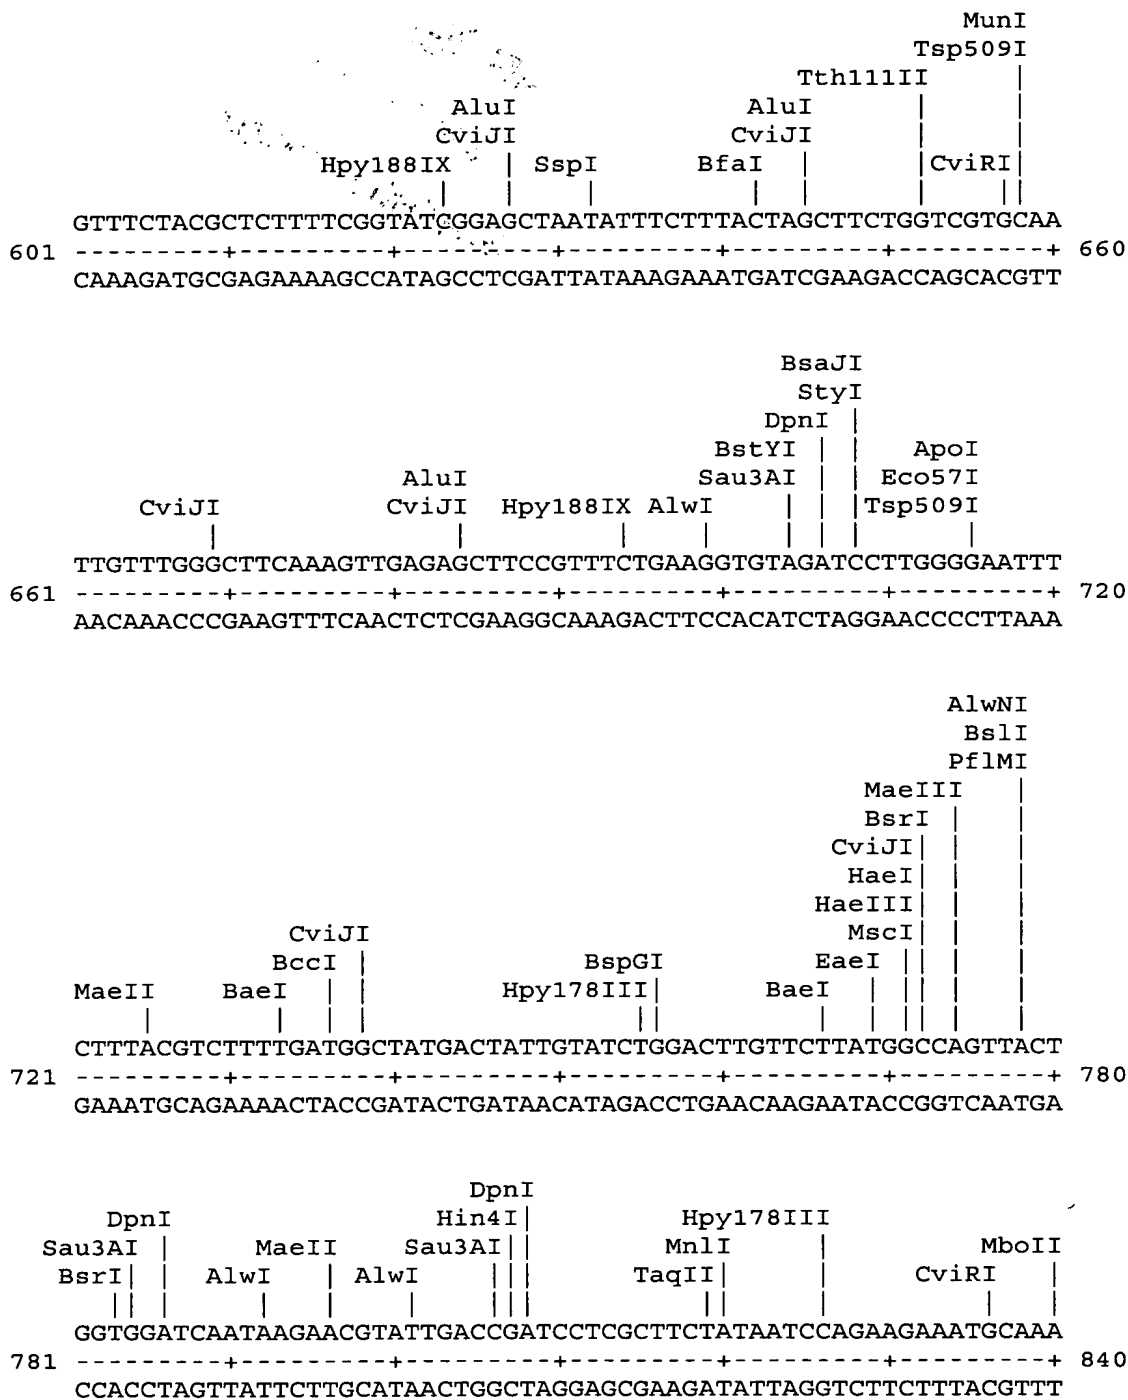 MunI
Tsp509I
Tth111II
AluI AluI
CviJI CviJI
Hpy188IX SspI BfaI CviRI
GTTTCTACGCTCTTTTCGGTATCGGAGCTAATATTTCTTTACTAGCTTCTGGTCGTGCAA
601 ---------+---------+---------+---------+---------+---------+ 660
CAAAGATGCGAGAAAAGCCATAGCCTCGATTATAAAGAAATGATCGAAGACCAGCACGTT
BsaJI
StyI
DpnI
BstYI ApoI
AluI Sau3AI Eco57I
CviJI CviJI Hpy188IX AlwI Tsp509I
TTGTTTGGGCTTCAAAGTTGAGAGCTTCCGTTTCTGAAGGTGTAGATCCTTGGGGAATTT
661 ---------+---------+---------+---------+---------+---------+ 720
AACAAACCCGAAGTTTCAACTCTCGAAGGCAAAGACTTCCACATCTAGGAACCCCTTAAA
AlwNI
BslI
PflMI
MaeIII
BsrI
CviJI
HaeI
HaeIII
CviJI MscI
BccI BspGI EaeI
MaeII BaeI Hpy178III BaeI
CTTTACGTCTTTTGATGGCTATGACTATTGTATCTGGACTTGTTCTTATGGCCAGTTACT
721 ---------+---------+---------+---------+---------+---------+ 780
GAAATGCAGAAAACTACCGATACTGATAACATAGACCTGAACAAGAATACCGGTCAATGA
DpnI
DpnI Hin4I Hpy178III
Sau3AI MaeII Sau3AI MnlI MboII
BsrI AlwI AlwI TaqII CviRI
GGTGGATCAATAAGAACGTATTGACCGATCCTCGCTTCTATAATCCAGAAGAAATGCAAA
781 ---------+---------+---------+---------+---------+---------+ 840
CCACCTAGTTATTCTTGCATAACTGGCTAGGAGCGAAGATATTAGGTCTTCTTTACGTTT